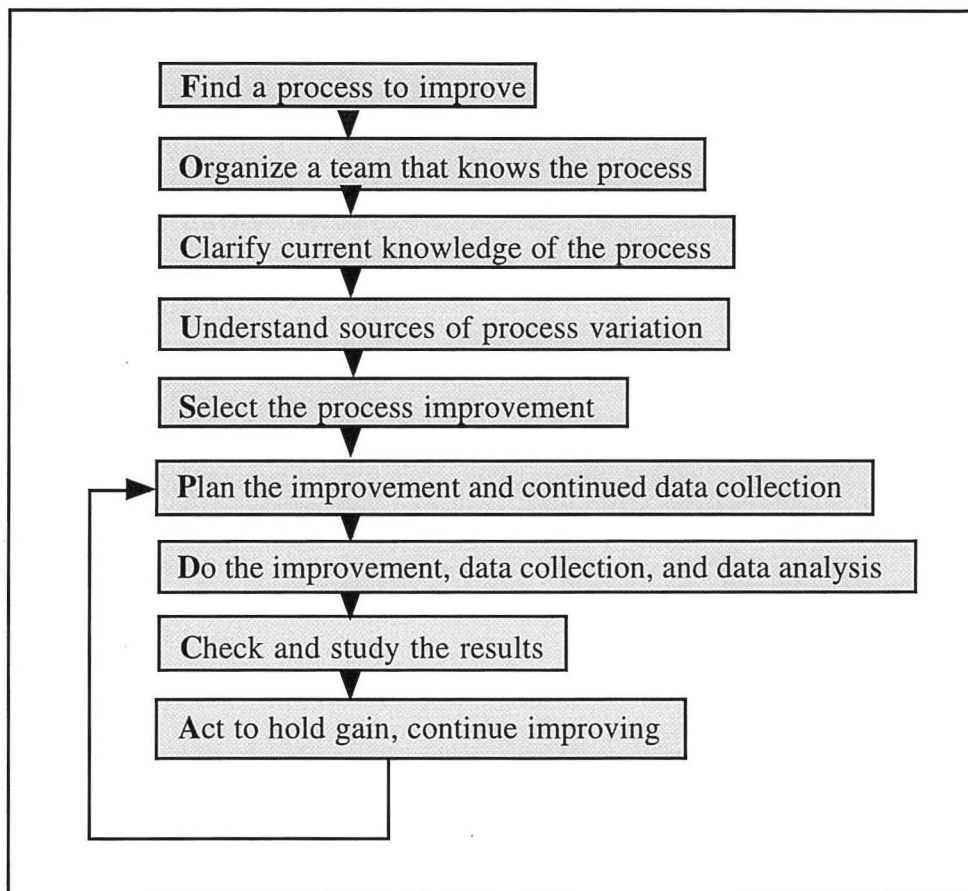 Find a process to improve
Organize a team that knows the process
Clarify current knowledge of the process
Understand sources of process variation
Select the process improvement
Plan the improvement and continued data collection
Do the improvement, data collection, and data analysis
Check and study the results
Act to hold gain, continue improving